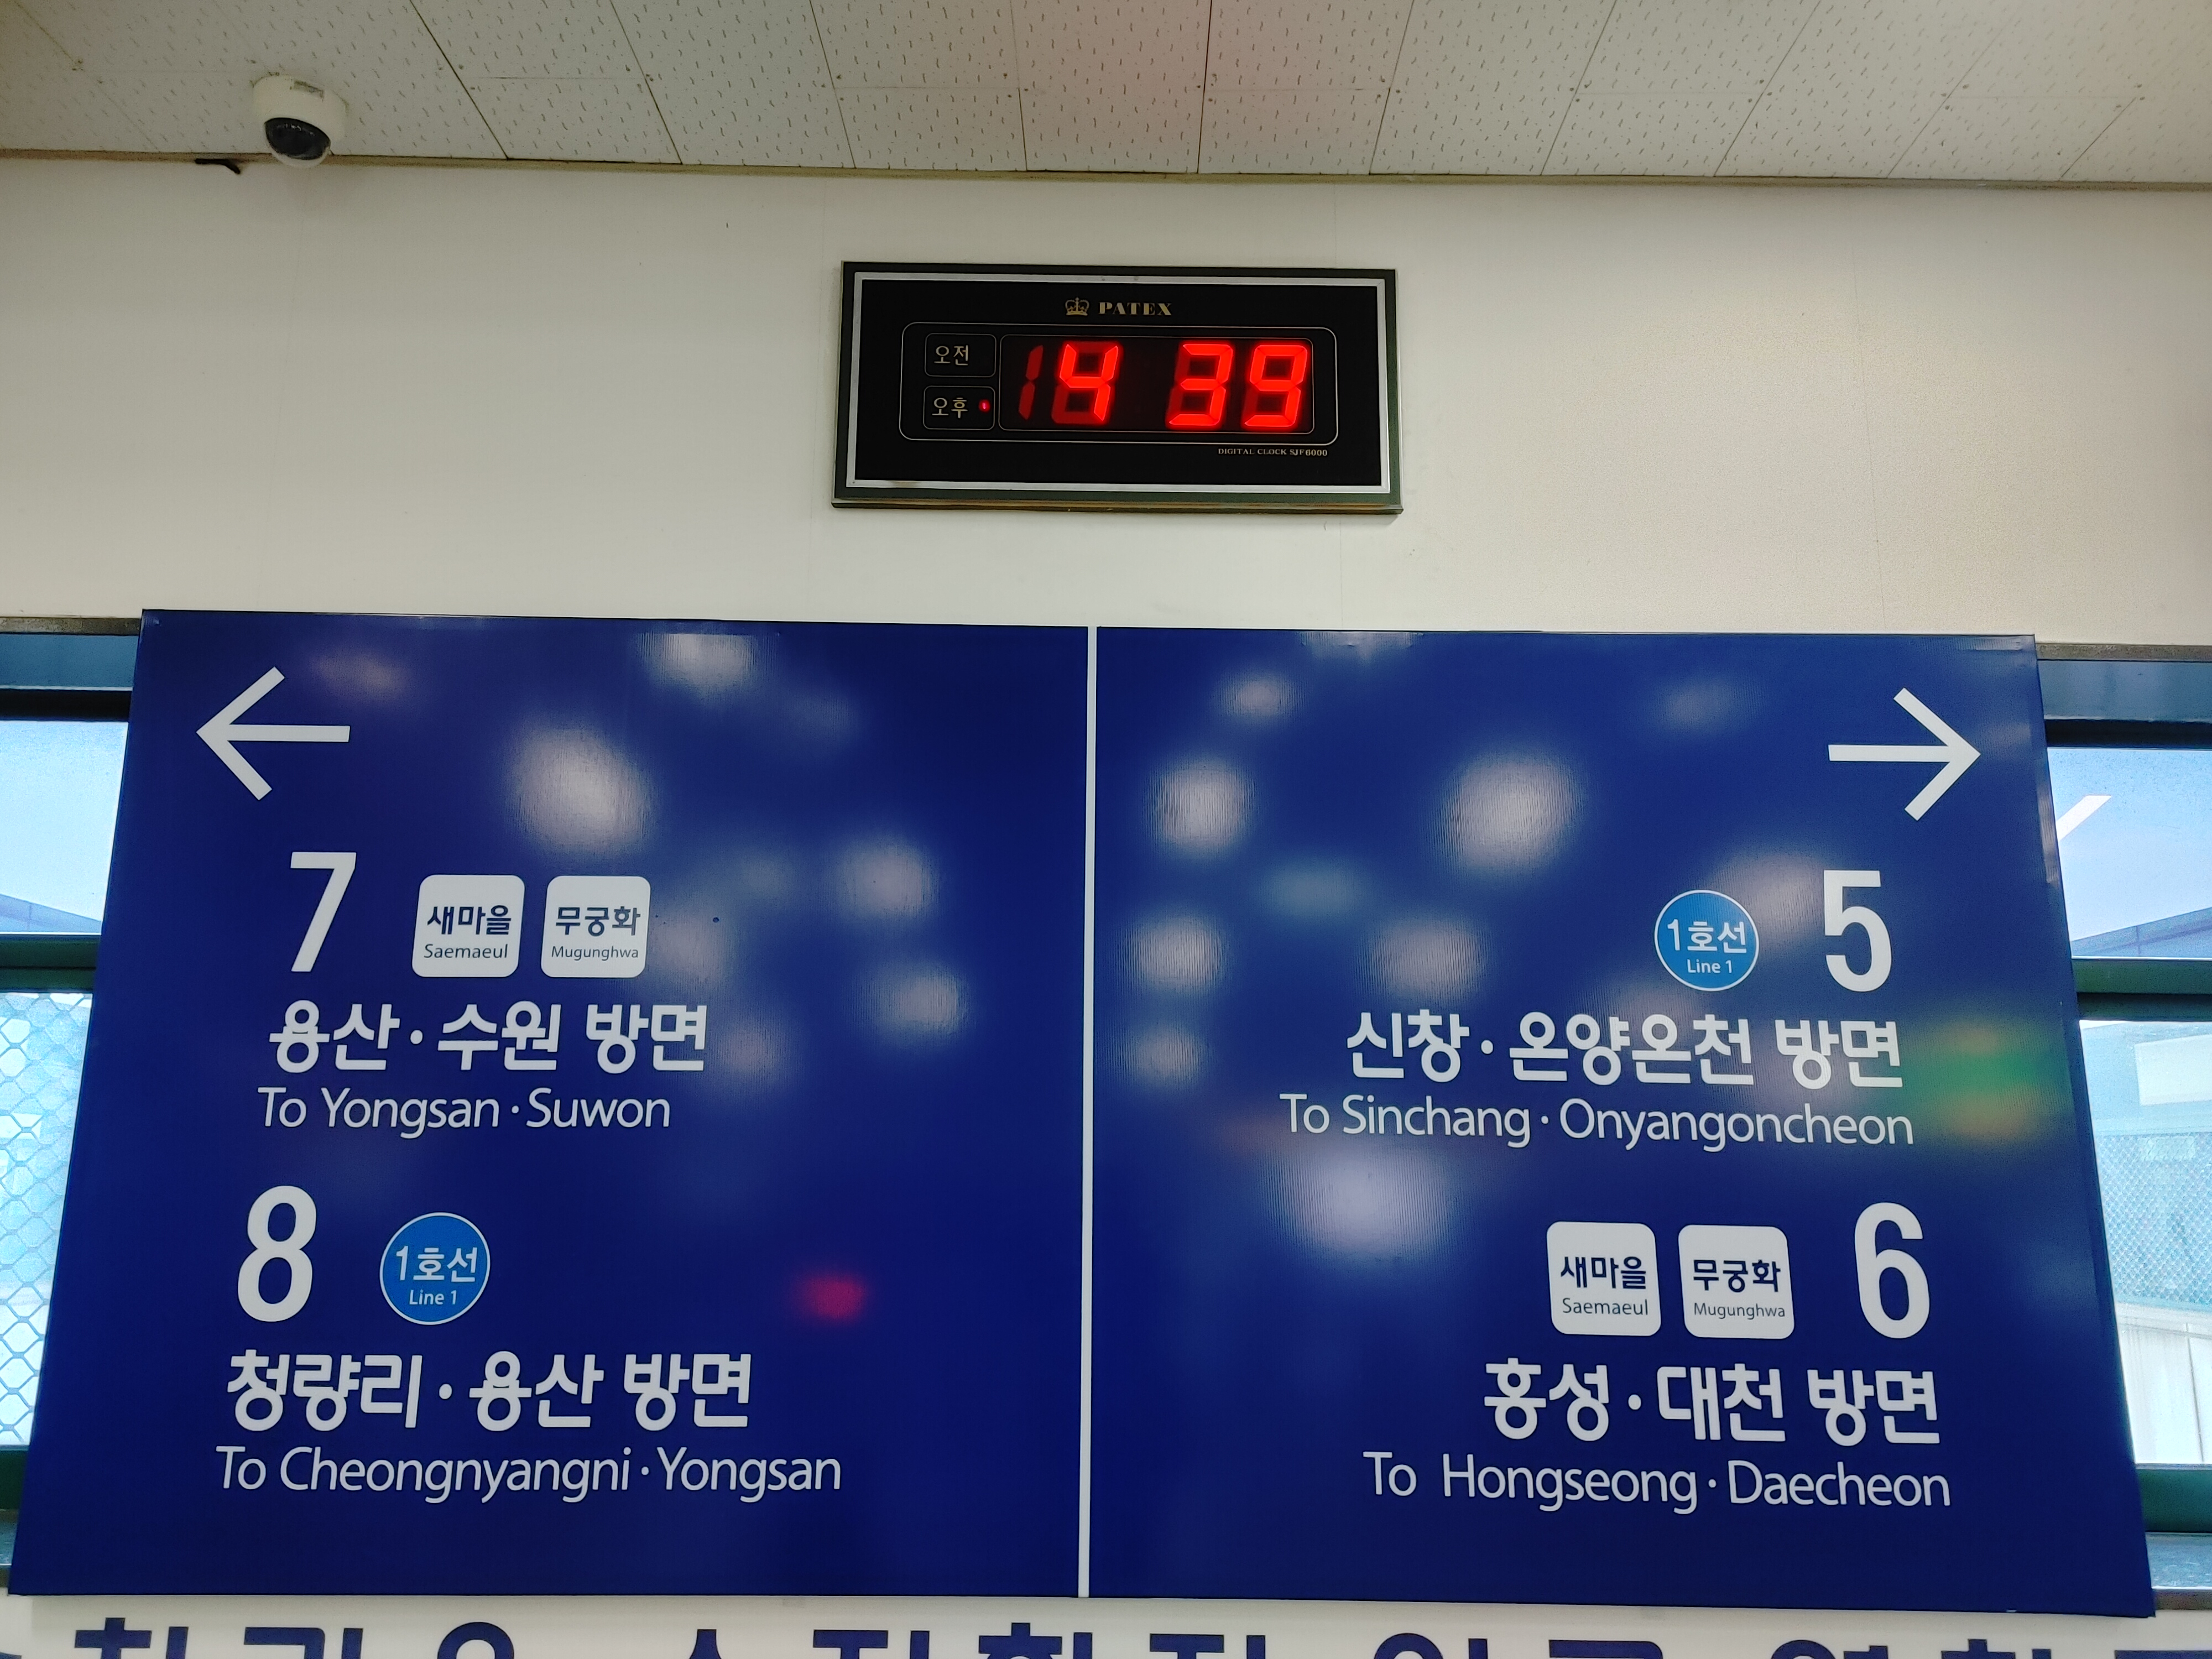 PATEX
오전
오후
4 39
DIGITAL CLOCK SJF6000
7 새마을 Saemaeul 무궁화 Mugunghwa
용산·수원 방면
To Yongsan·Suwon
8 1호선 Line 1
청량리·용산 방면
To Cheongnyangni·Yongsan
1호선 Line 1 5
신창·온양온천 방면
To Sinchang·Onyangoncheon
새마을 Saemaeul 무궁화 Mugunghwa 6
홍성·대천 방면
To Hongseong·Daecheon